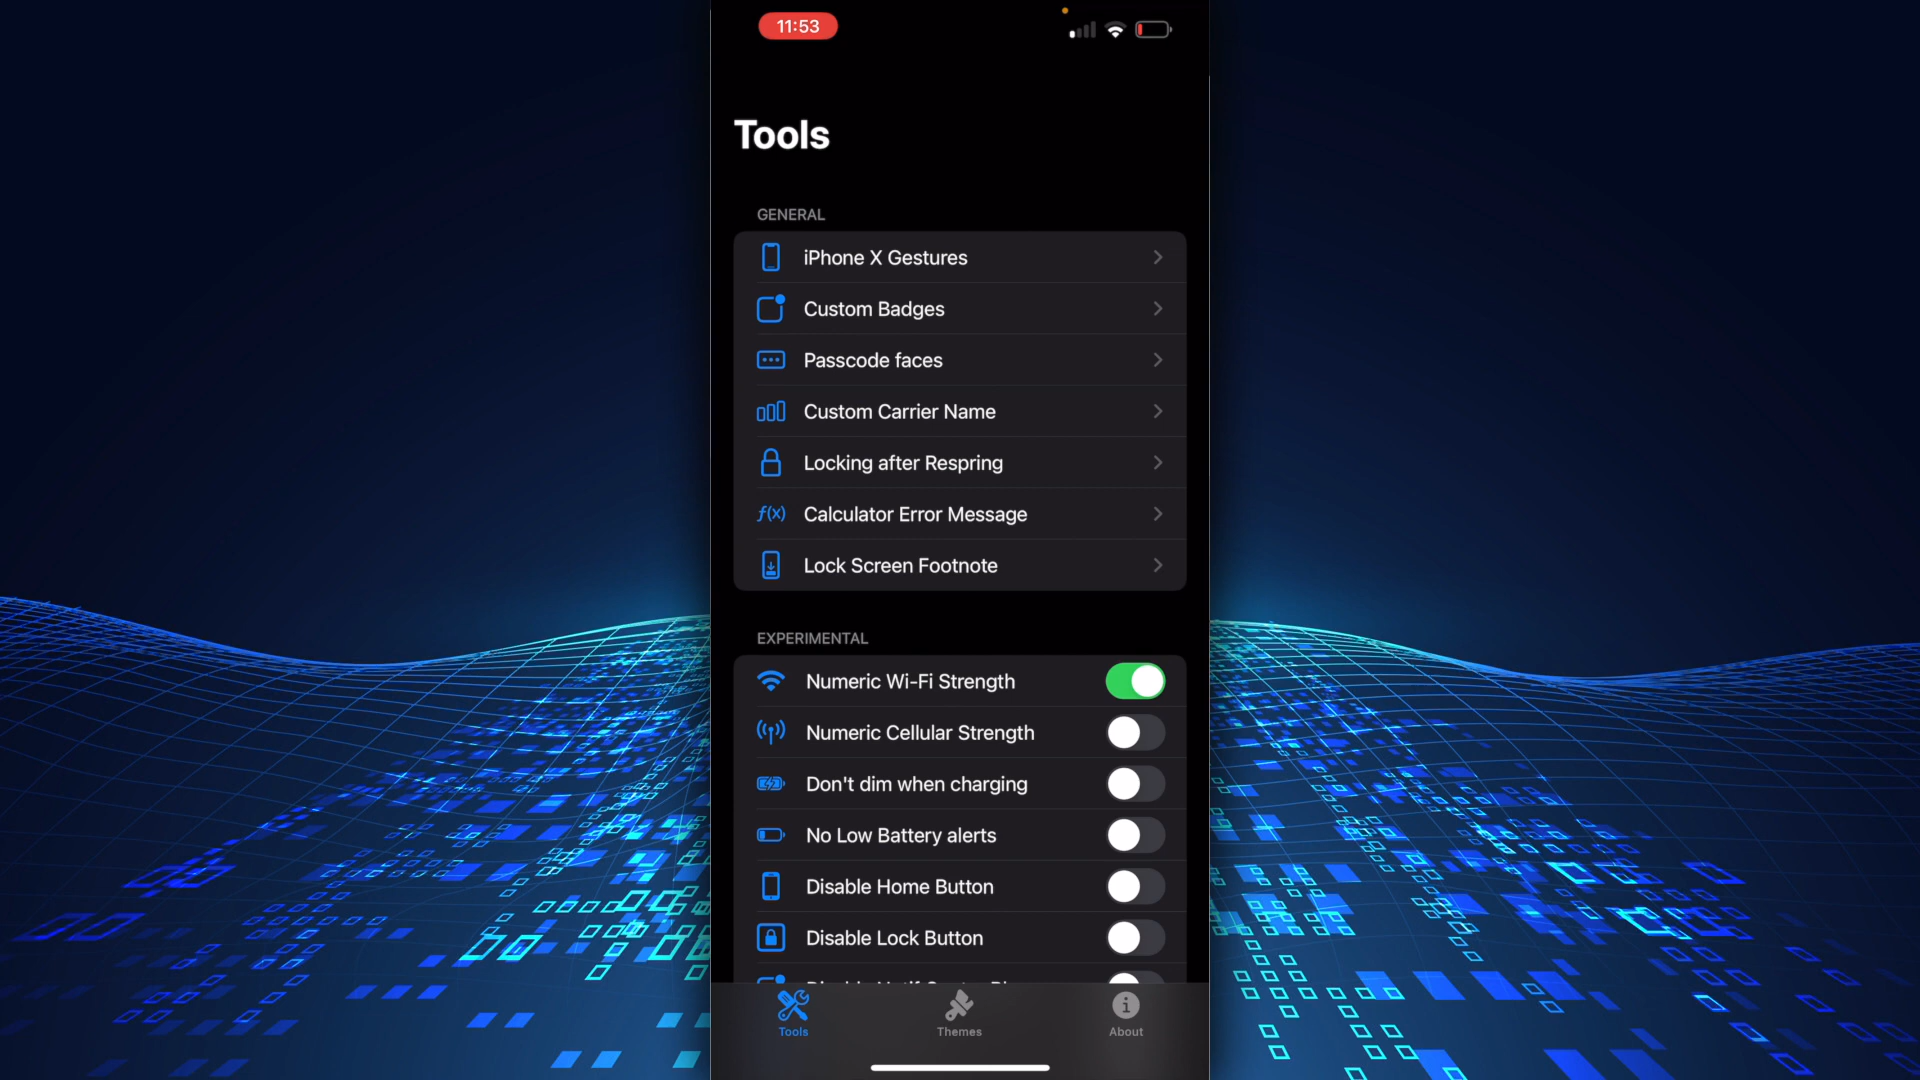 11:53
Tools
GENERAL
iPhone X Gestures
Custom Badges
Passcode faces
Custom Carrier Name
Locking after Respring
f(x) Calculator Error Message
Lock Screen Footnote
EXPERIMENTAL
Numeric Wi-Fi Strength
Numeric Cellular Strength
Don't dim when charging
No Low Battery alerts
Disable Home Button
Disable Lock Button
Tools
Themes
About